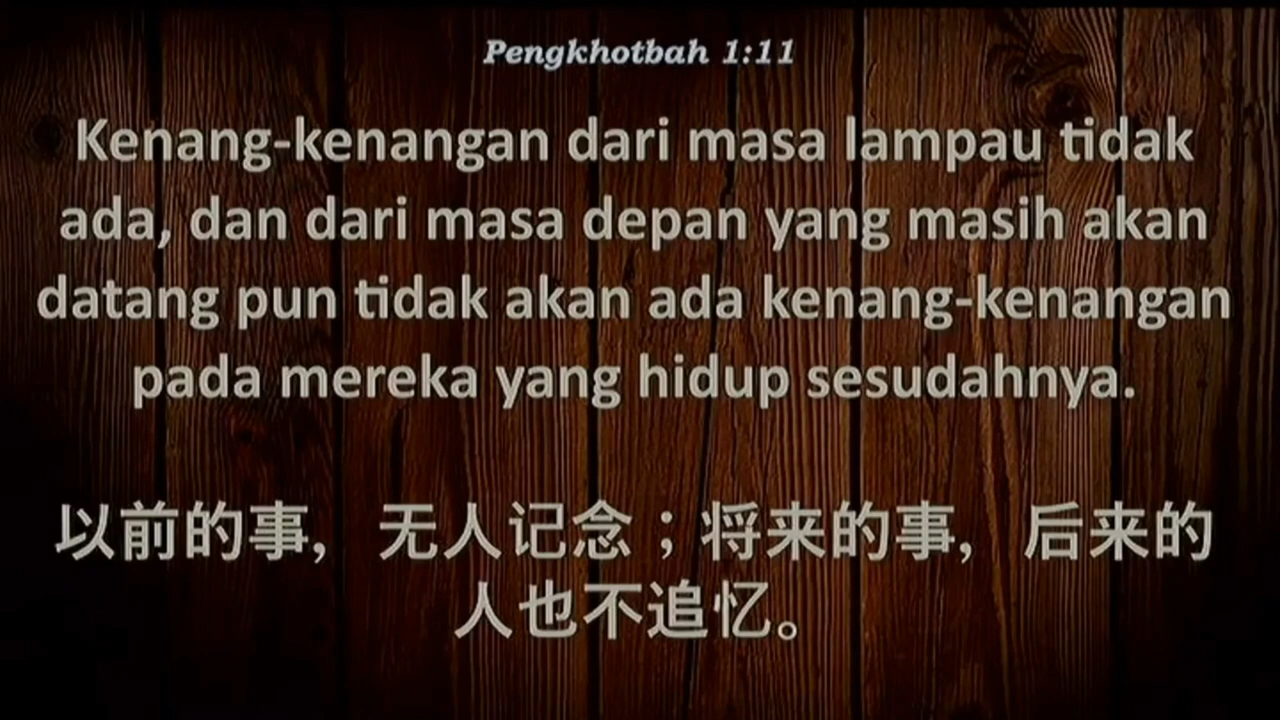 Pengkhotbah 1:11
Kenang-kenangan dari masa lampau tidak
ada, dan dari masa depan yang masih akan
datang pun tidak akan ada kenang-kenangan
pada mereka yang hidup sesudahnya.
以前的事, 无人记念；将来的事, 后来的
人也不追忆。